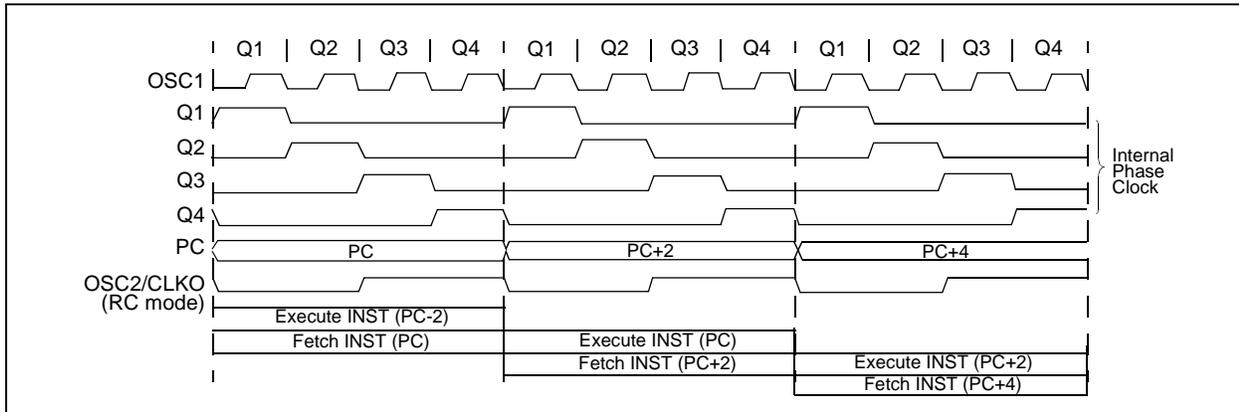 Q1 Q2 Q3 Q4 Q1 Q2 Q3 Q4 Q1 Q2 Q3 Q4
OSC1
Q1
Q2
Q3
Q4
Internal
Phase
Clock
PC PC PC+2 PC+4
OSC2/CLKO
(RC mode)
Execute INST (PC-2)
Fetch INST (PC) Execute INST (PC)
Fetch INST (PC+2) Execute INST (PC+2)
Fetch INST (PC+4)